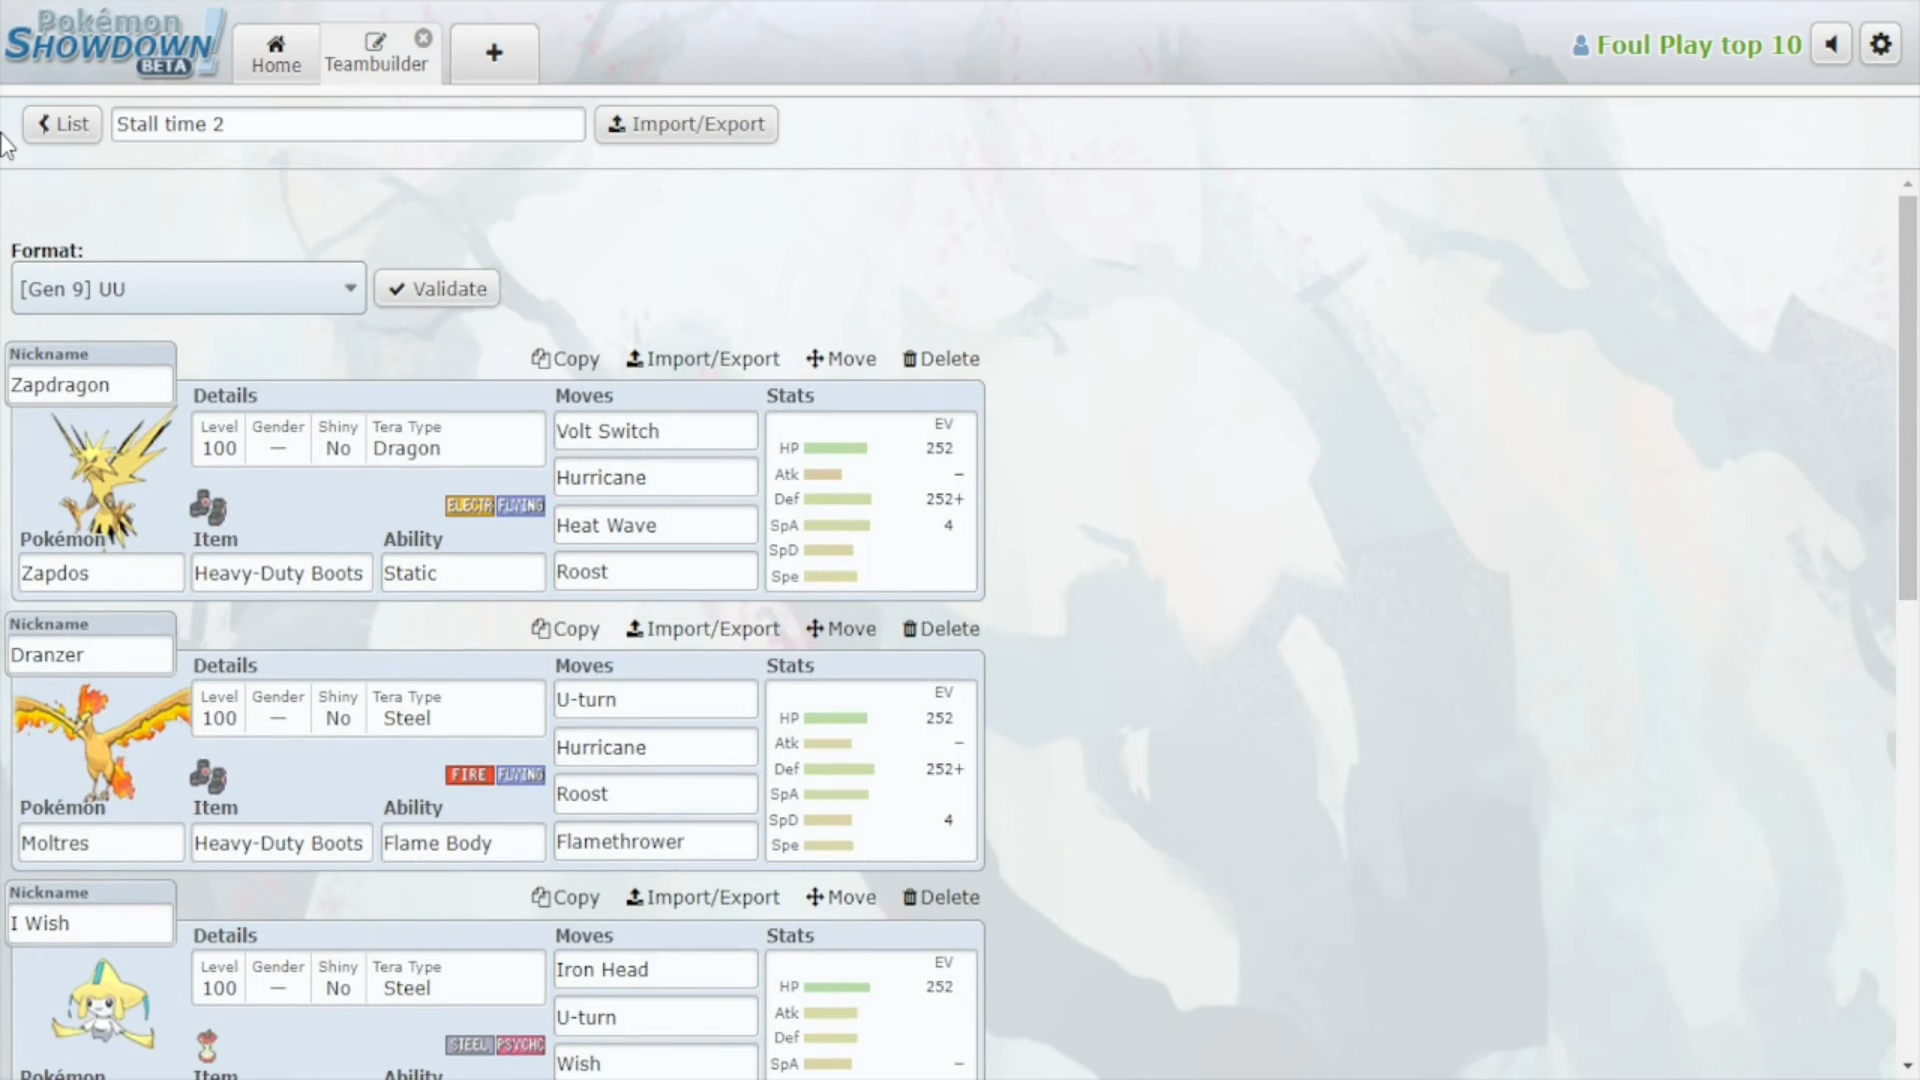 Pokémon
SHOWDOWN!
BETA
Home
Teambuilder
Foul Play top 10
List
Stall time 2
Import/Export
Format:
[Gen 9] UU
Validate
Nickname
Zapdragon
Copy Import/Export Move Delete
Details Moves Stats
Level Gender Shiny Tera Type
100 — No Dragon
Volt Switch
Hurricane
Heat Wave
Roost
EV
HP 252
Atk –
Def 252+
SpA 4
SpD
Spe
ELECTR FLYING
Pokémon Item Ability
Zapdos Heavy-Duty Boots Static
Nickname
Dranzer
Copy Import/Export Move Delete
Details Moves Stats
Level Gender Shiny Tera Type
100 — No Steel
U-turn
Hurricane
Roost
Flamethrower
EV
HP 252
Atk –
Def 252+
SpA
SpD 4
Spe
FIRE FLYING
Pokémon Item Ability
Moltres Heavy-Duty Boots Flame Body
Nickname
I Wish
Copy Import/Export Move Delete
Details Moves Stats
Level Gender Shiny Tera Type
100 — No Steel
Iron Head
U-turn
Wish
EV
HP 252
Atk
Def
SpA –
STEEL PSYCHC
Pokémon Item Ability